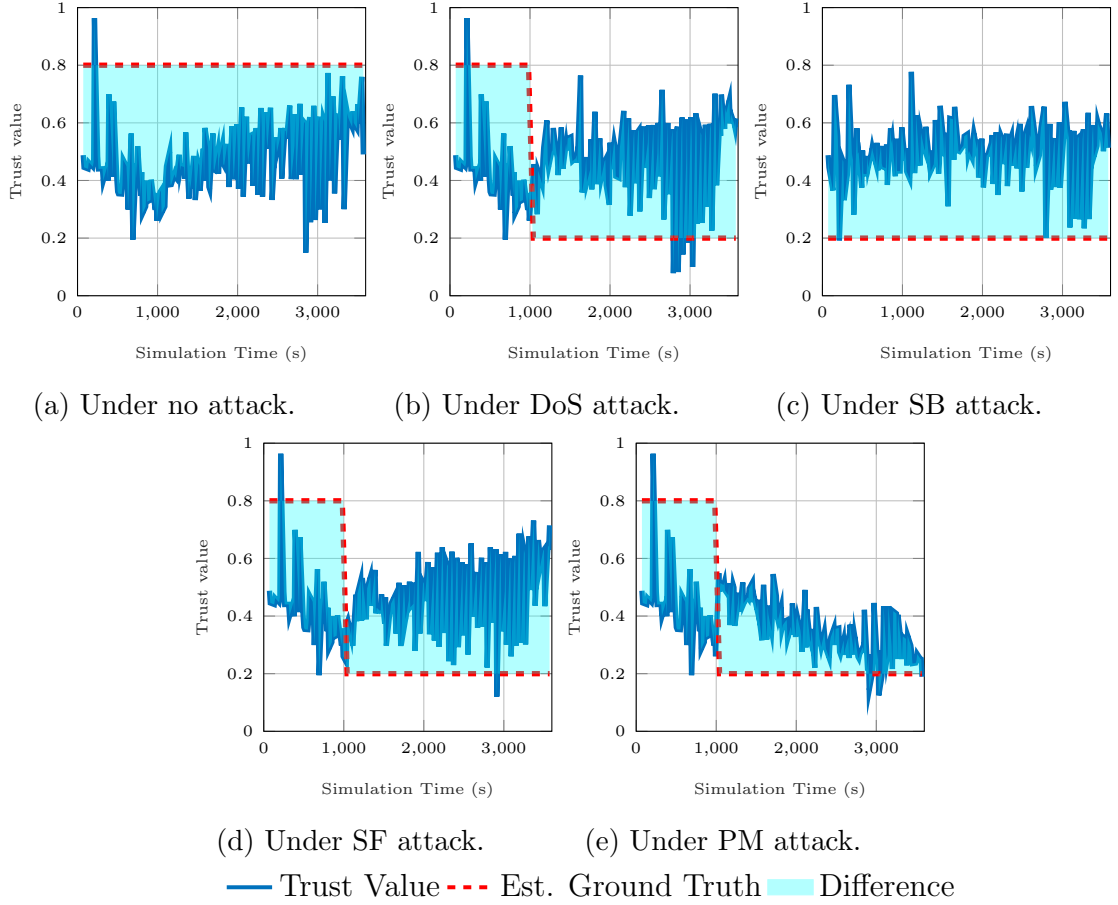 1
0.8
0.6
0.4
0.2
0
Trust value
0 1,000 2,000 3,000
Simulation Time (s)
(a) Under no attack.
1
0.8
0.6
0.4
0.2
0
Trust value
0 1,000 2,000 3,000
Simulation Time (s)
(b) Under DoS attack.
1
0.8
0.6
0.4
0.2
0
Trust value
0 1,000 2,000 3,000
Simulation Time (s)
(c) Under SB attack.
1
0.8
0.6
0.4
0.2
0
Trust value
0 1,000 2,000 3,000
Simulation Time (s)
(d) Under SF attack.
1
0.8
0.6
0.4
0.2
0
Trust value
0 1,000 2,000 3,000
Simulation Time (s)
(e) Under PM attack.
Trust Value Est. Ground Truth Difference